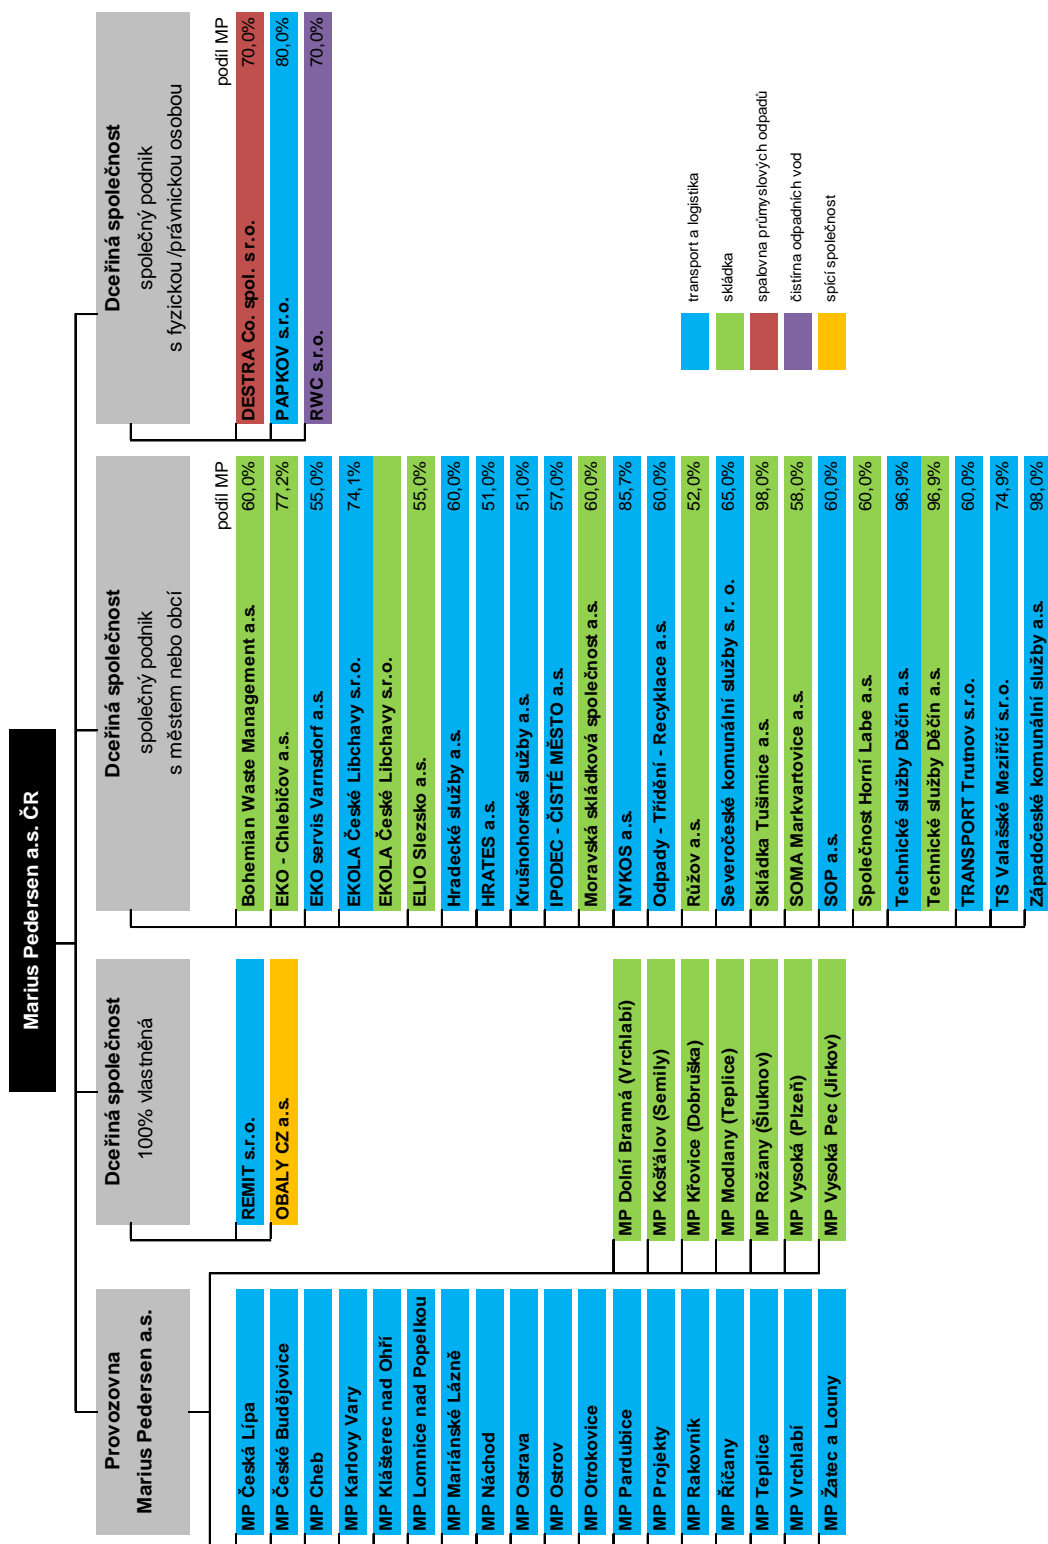 Marius Pedersen a.s. ČR
Provozovna
Marius Pedersen a.s.
MP Česká Lípa
MP České Budějovice
MP Cheb
MP Karlovy Vary
MP Klášterec nad Ohří
MP Lomnice nad Popelkou
MP Mariánské Lázně
MP Náchod
MP Ostrava
MP Ostrov
MP Otrokovice
MP Pardubice
MP Projekty
MP Rakovník
MP Říčany
MP Teplice
MP Vrchlabí
MP Žatec a Louny
MP Dolní Branná (Vrchlabí)
MP Košťálov (Semily)
MP Křovice (Dobruška)
MP Modlany (Teplice)
MP Rožany (Šluknov)
MP Vysoká (Plzeň)
MP Vysoká Pec (Jirkov)
Dceřiná společnost
100% vlastněná
REMIT s.r.o.
OBALY CZ a.s.
Dceřiná společnost
společný podnik
s městem nebo obcí
podíl MP
Bohemian Waste Management a.s. 60,0%
EKO - Chlebičov a.s. 77,2%
EKO servis Varnsdorf a.s. 55,0%
EKOLA České Libchavy s.r.o. 74,1%
EKOLA České Libchavy s.r.o.
ELIO Slezsko a.s. 55,0%
Hradecké služby a.s. 60,0%
HRATES a.s. 51,0%
Krušnohorské služby a.s. 51,0%
IPODEC - ČISTÉ MĚSTO a.s. 57,0%
Moravská skládková společnost a.s. 60,0%
NYKOS a.s. 85,7%
Odpady - Třídění - Recyklace a.s. 60,0%
Růžov a.s. 52,0%
Severočeské komunální služby s. r. o. 65,0%
Skládka Tušimice a.s. 98,0%
SOMA Markvartovice a.s. 58,0%
SOP a.s. 60,0%
Společnost Horní Labe a.s. 60,0%
Technické služby Děčín a.s. 96,9%
Technické služby Děčín a.s. 96,9%
TRANSPORT Trutnov s.r.o. 60,0%
TS Valašské Meziříčí s.r.o. 74,9%
Západočeské komunální služby a.s. 98,0%
Dceřiná společnost
společný podnik
s fyzickou /právnickou osobou
podíl MP
DESTRA Co. spol. s r.o. 70,0%
PAPKOV s.r.o. 80,0%
RWC s.r.o. 70,0%
transport a logistika
skládka
spalovna průmyslových odpadů
čistírna odpadních vod
spící společnost